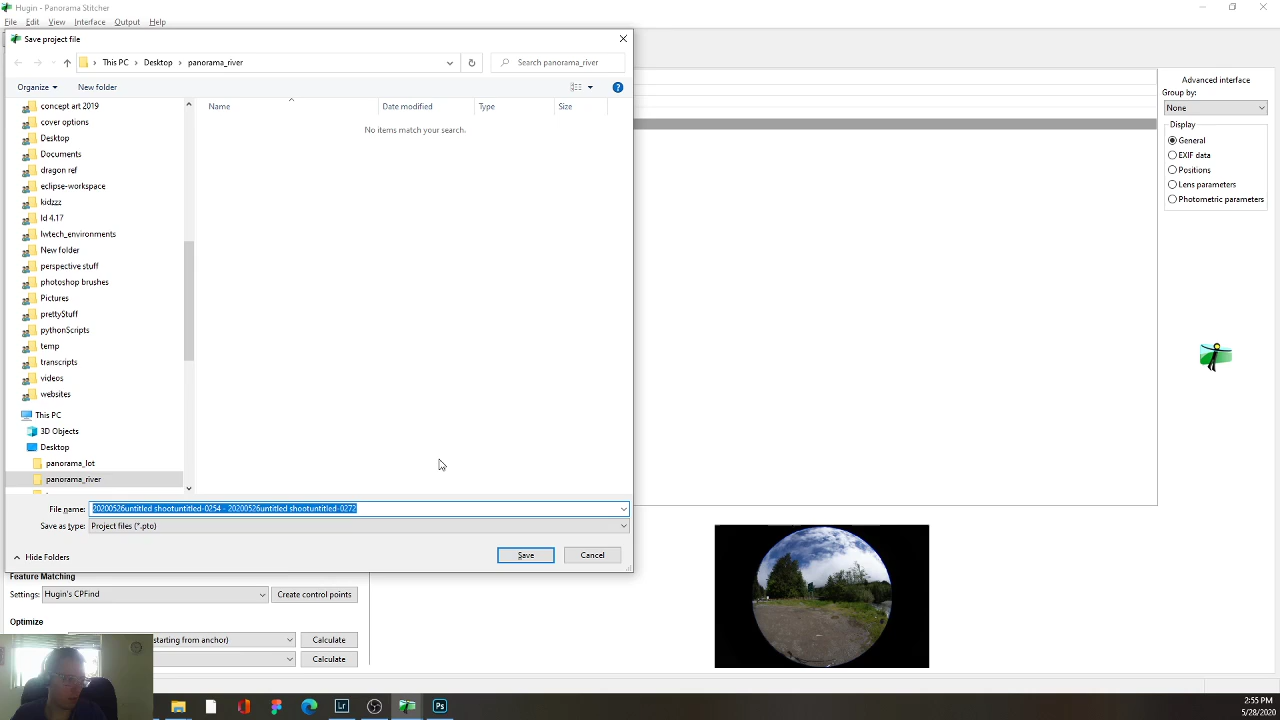 Hugin - Panorama Stitcher
File Edit View Interface Output Help
Save project file
This PC Desktop panorama_river
Search panorama_river
Organize New folder
Name Date modified Type Size
No items match your search.
concept art 2019
cover options
Desktop
Documents
dragon ref
eclipse-workspace
kidzzz
ld 4.17
lwtech_environments
New folder
perspective stuff
photoshop brushes
Pictures
prettyStuff
pythonScripts
temp
transcripts
videos
websites
This PC
3D Objects
Desktop
panorama_lot
panorama_river
File name: 20200526untitled shootuntitled-0254 - 20200526untitled shootuntitled-0272
Save as type: Project files (*.pto)
Hide Folders
Save Cancel
Advanced interface
Group by:
None
Display
General
EXIF data
Positions
Lens parameters
Photometric parameters
Feature Matching
Settings: Hugin's CPFind Create control points
Optimize
starting from anchor) Calculate
Calculate
Lr
Ps
2:55 PM
5/28/2020